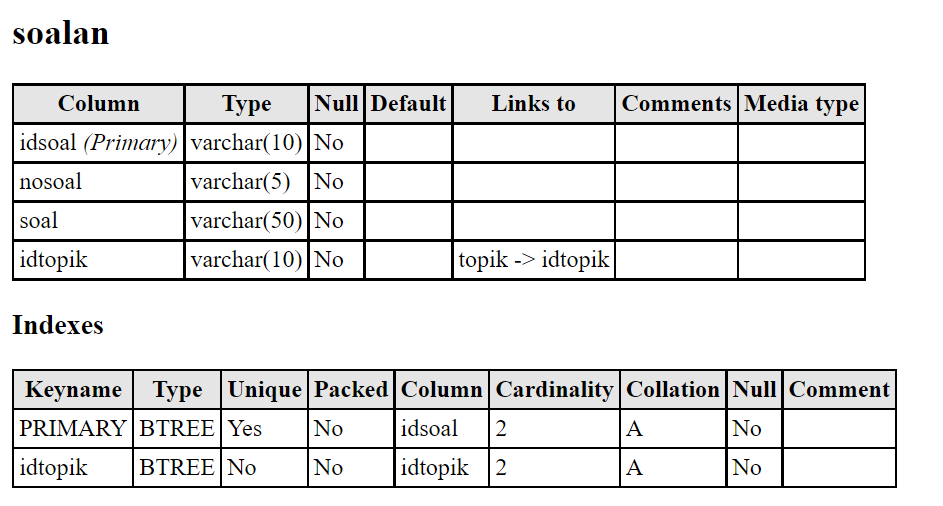 soalan
Column Type Null Default Links to Comments Media type
idsoal (Primary) varchar(10) No
nosoal varchar(5) No
soal varchar(50) No
idtopik varchar(10) No topik -> idtopik
Indexes
Keyname Type Unique Packed Column Cardinality Collation Null Comment
PRIMARY BTREE Yes No idsoal 2 A No
idtopik BTREE No No idtopik 2 A No